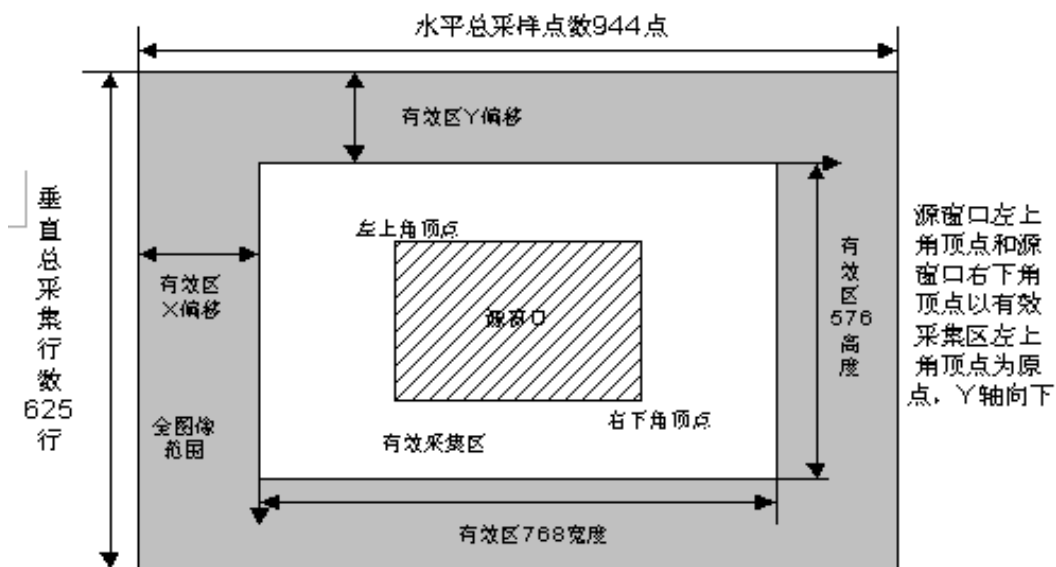 水平总采样点数944点
有效区Y偏移
垂
直
总
采
集
行
数
625
行
左上角顶点
有效区
X偏移
源窗口
有
效
区
576
高
度
源窗口左上
角顶点和源
窗口右下角
顶点以有效
采集区左上
角顶点为原
点，Y轴向下
右下角顶点
全图像
范围
有效采集区
有效区768宽度